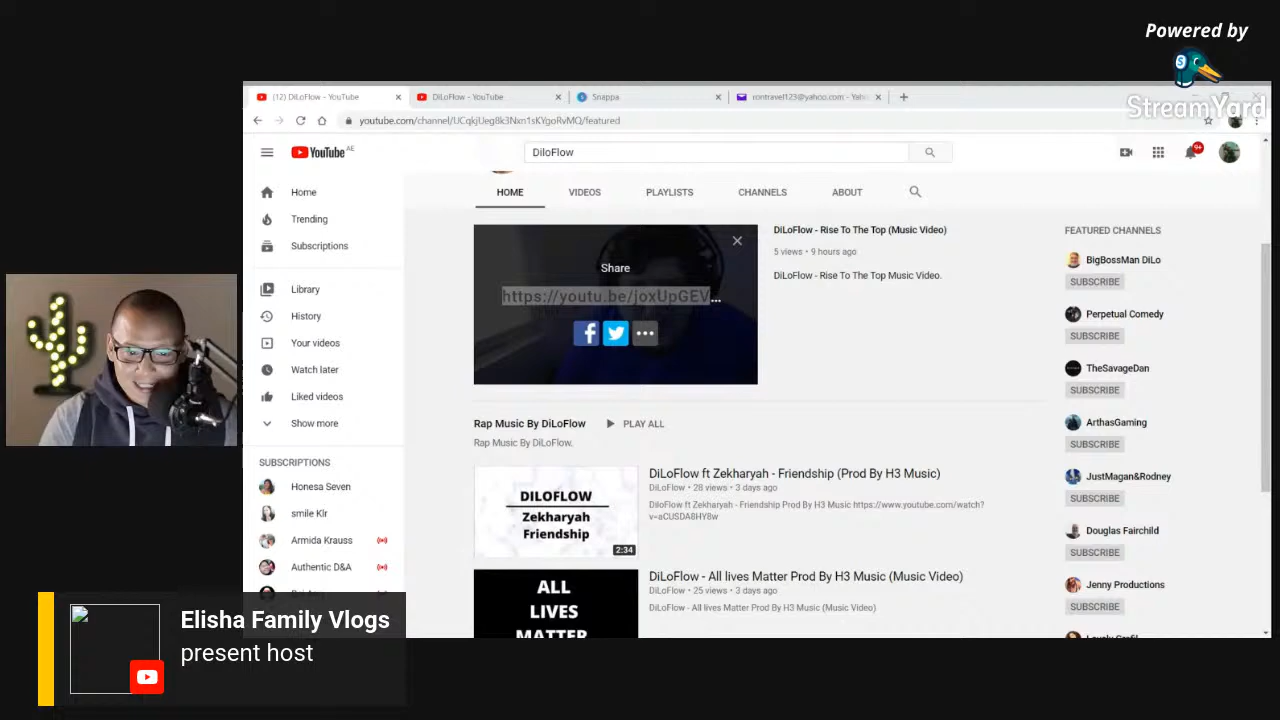 Powered by
StreamYard
(12) DiLoFlow - YouTube
DiLoFlow - YouTube
Snappa
rontravel123@yahoo.com - Yah
youtube.com/channel/UCqkjUeg8k3Nxn1sKYgoRvMQ/featured
YouTube AE
DiloFlow
9+
HOME
VIDEOS
PLAYLISTS
CHANNELS
ABOUT
Home
Trending
Subscriptions
Library
History
Your videos
Watch later
Liked videos
Show more
SUBSCRIPTIONS
Honesa Seven
smile Klr
Armida Krauss
Authentic D&A
Share
https://youtu.be/joxUpGEV...
DiLoFlow - Rise To The Top (Music Video)
5 views • 9 hours ago
DiLoFlow - Rise To The Top Music Video.
Rap Music By DiLoFlow
PLAY ALL
Rap Music By DiLoFlow.
DILOFLOW
Zekharyah
Friendship
2:34
DiLoFlow ft Zekharyah - Friendship (Prod By H3 Music)
DiLoFlow • 28 views • 3 days ago
DiLoFlow ft Zekharyah - Friendship Prod By H3 Music https://www.youtube.com/watch?
v=aCUSDA8HY8w
ALL
LIVES
MATTER
DiLoFlow - All lives Matter Prod By H3 Music (Music Video)
DiLoFlow • 25 views • 3 days ago
DiLoFlow - All lives Matter Prod By H3 Music (Music Video)
FEATURED CHANNELS
BigBossMan DiLo
SUBSCRIBE
Perpetual Comedy
SUBSCRIBE
TheSavageDan
SUBSCRIBE
ArthasGaming
SUBSCRIBE
JustMagan&Rodney
SUBSCRIBE
Douglas Fairchild
SUBSCRIBE
Jenny Productions
SUBSCRIBE
Elisha Family Vlogs
present host